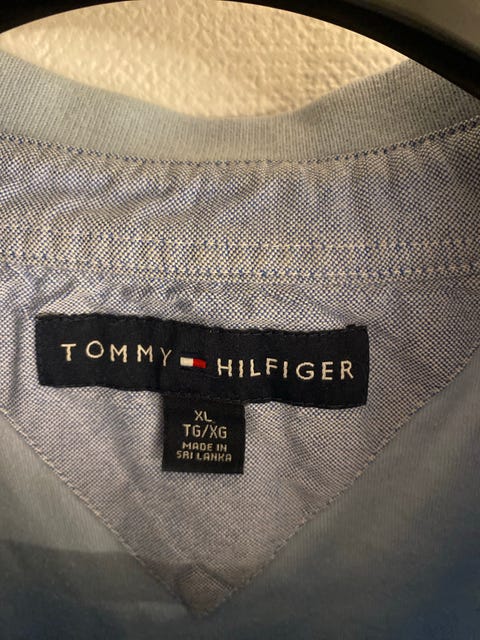 TOMMY HILFIGER
XL
TG/XG
MADE IN
SRI LANKA